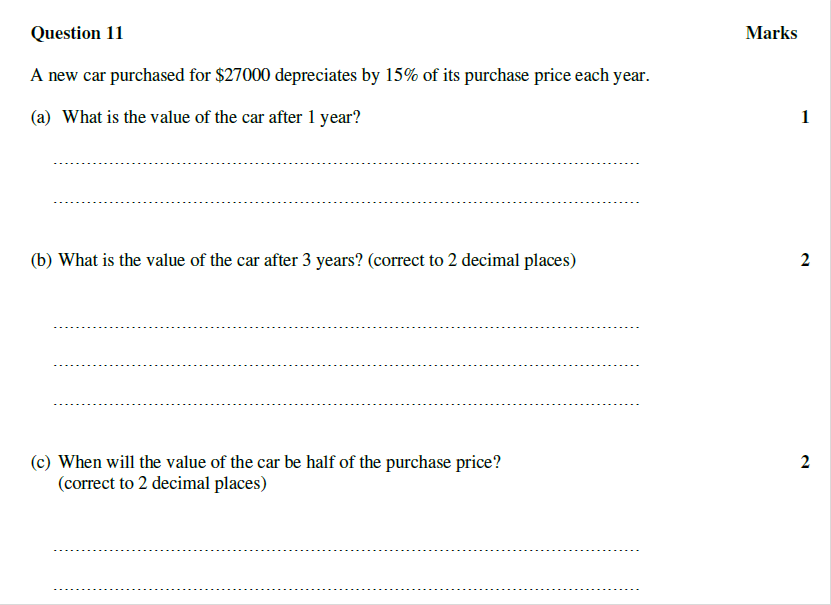 Question 11 Marks
A new car purchased for $27000 depreciates by 15% of its purchase price each year.
(a) What is the value of the car after 1 year? 1
(b) What is the value of the car after 3 years? (correct to 2 decimal places) 2
(c) When will the value of the car be half of the purchase price? 2
(correct to 2 decimal places)